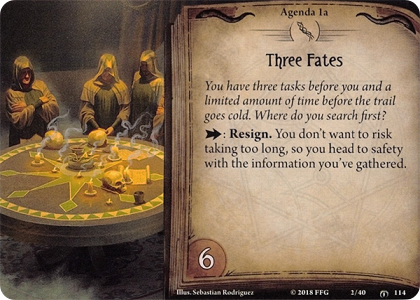 Agenda 1a
Three Fates
You have three tasks before you and a
limited amount of time before the trail
goes cold. Where do you search first?
: Resign. You don't want to risk
taking too long, so you head to safety
with the information you've gathered.
6
Illus. Sebastian Rodriguez © 2018 FFG 2/40 114